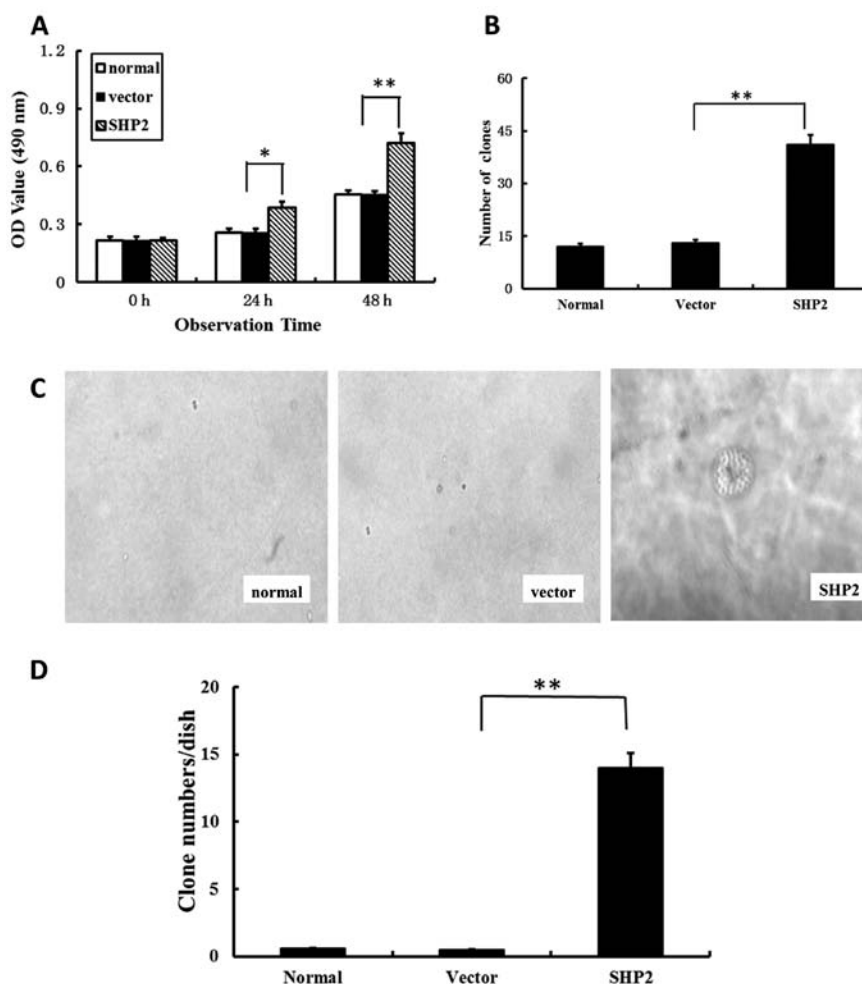 A
OD Value (490 nm)
1.2
0.9
0.6
0.3
0
normal
vector
SHP2
*
**
0 h
24 h
48 h
Observation Time
B
Number of clones
60
45
30
15
0
**
Normal
Vector
SHP2
C
normal
vector
SHP2
D
Clone numbers/dish
20
15
10
5
0
**
Normal
Vector
SHP2